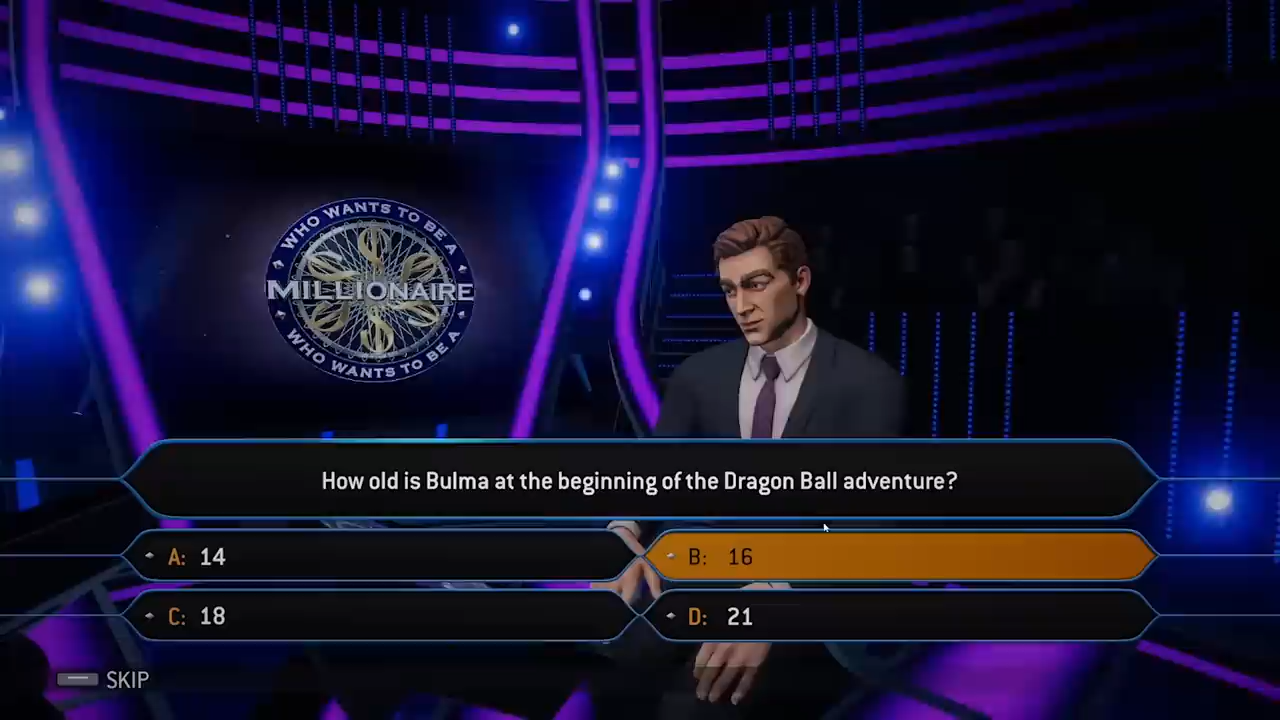 WHO WANTS TO BE A
MILLIONAIRE
WHO WANTS TO BE A
How old is Bulma at the beginning of the Dragon Ball adventure?
A: 14
B: 16
C: 18
D: 21
SKIP